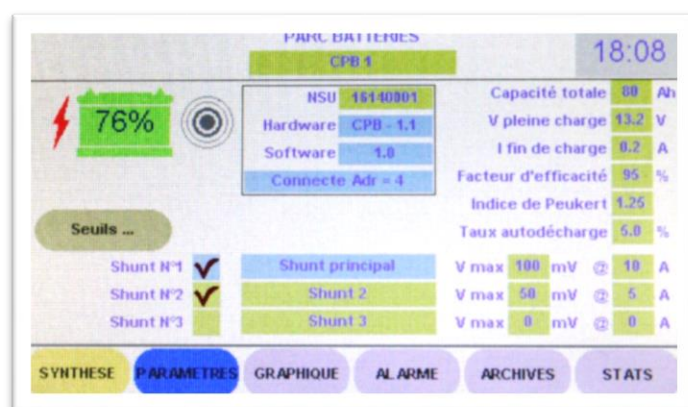 PARC BATTERIES
CPB 1
18:08
76%
NSU 16140001
Hardware CPB - 1.1
Software 1.0
Connecte Adr = 4
Capacité totale 80 Ah
V pleine charge 13.2 V
I fin de charge 0.2 A
Facteur d'efficacité 95 %
Indice de Peukert 1.25
Taux autodécharge 5.0 %
Seuils ...
Shunt N°1 Shunt principal V max 100 mV @ 10 A
Shunt N°2 Shunt 2 V max 50 mV @ 5 A
Shunt N°3 Shunt 3 V max 0 mV @ 0 A
SYNTHESE PARAMETRES GRAPHIQUE ALARME ARCHIVES STATS